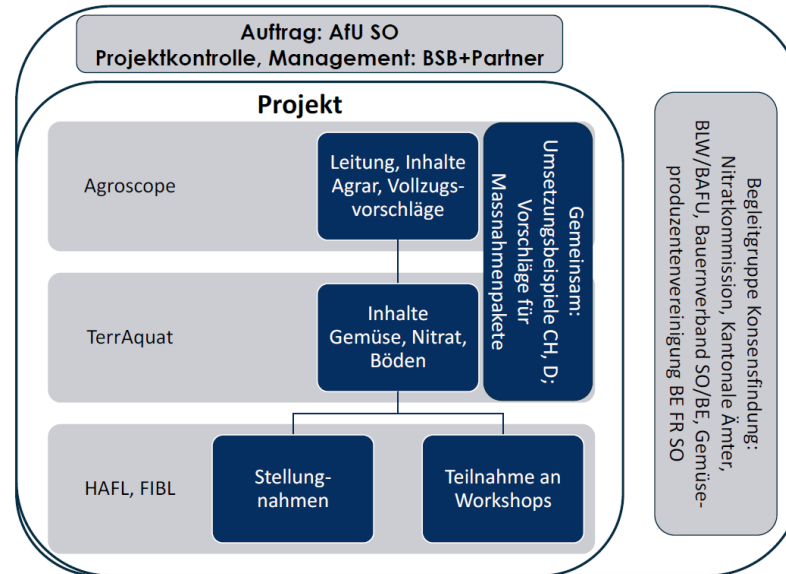 Auftrag: AfU SO
Projektkontrolle, Management: BSB+Partner
Projekt
Agroscope
Leitung, Inhalte
Agrar, Vollzugs-
vorschläge
Gemeinsam:
Umsetzungsbeispiele CH, D;
Vorschläge für
Massnahmenpakete
TerrAquat
Inhalte
Gemüse, Nitrat,
Böden
HAFL, FIBL
Stellung-
nahmen
Teilnahme an
Workshops
Begleitgruppe Konsensfindung:
Nitratkommission, Kantonale Ämter,
BLW/BAFU, Bauernverband SO/BE, Gemüse-
produzentenvereinigung BE FR SO